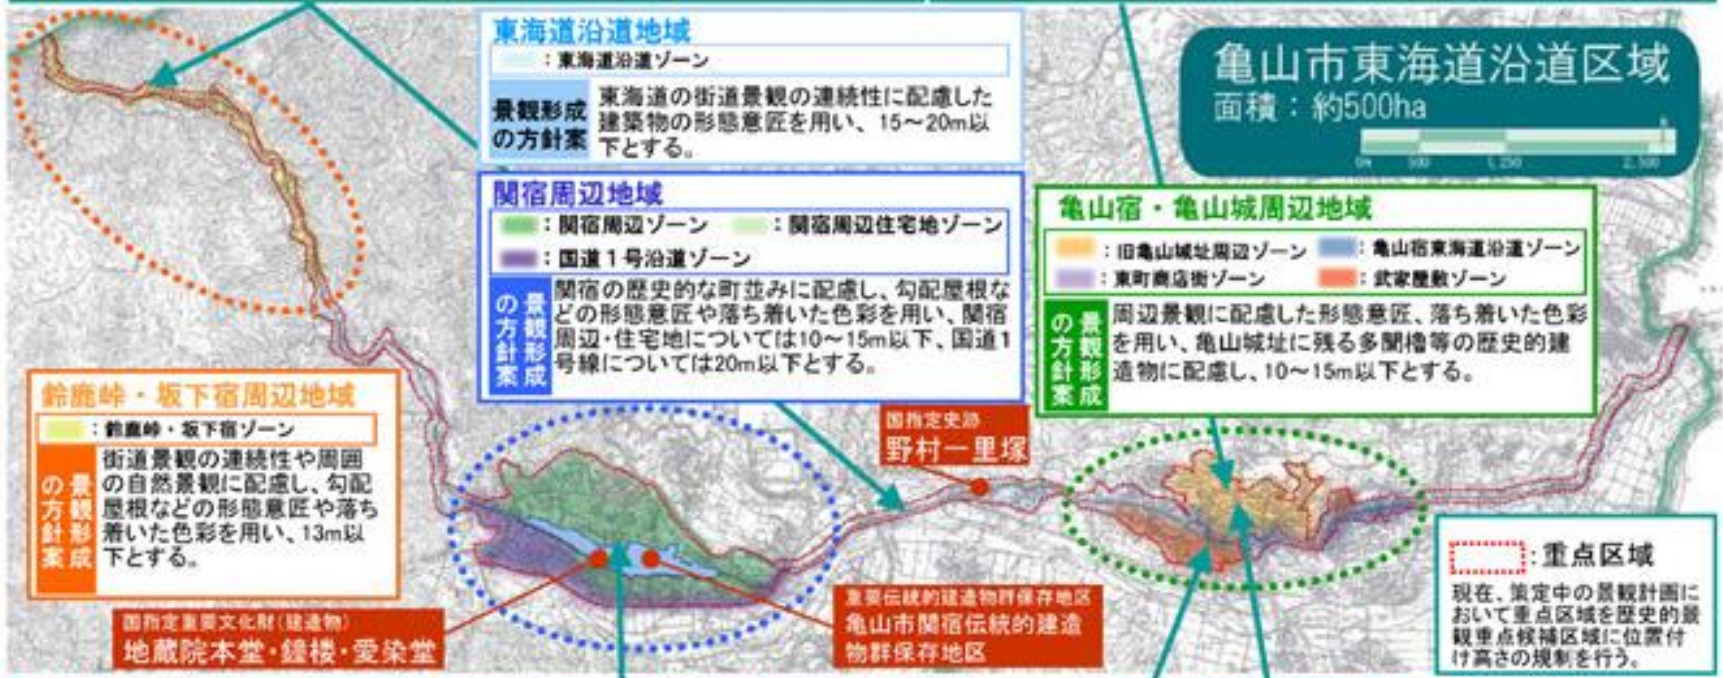 東海道沿道地域
：東海道沿道ゾーン
景観形成
の方針案
東海道の街道景観の連続性に配慮した
建築物の形態意匠を用い、15～20m以
下とする。
亀山市東海道沿道区域
面積：約500ha
0m 500 1,250 2,500
関宿周辺地域
：関宿周辺ゾーン ：関宿周辺住宅地ゾーン
：国道1号沿道ゾーン
景観形成
の方針案
関宿の歴史的な町並みに配慮し、勾配屋根な
どの形態意匠や落ち着いた色彩を用い、関宿
周辺・住宅地については10～15m以下、国道1
号線については20m以下とする。
亀山宿・亀山城周辺地域
：旧亀山城址周辺ゾーン ：亀山宿東海道沿道ゾーン
：東町商店街ゾーン ：武家屋敷ゾーン
景観形成
の方針案
周辺景観に配慮した形態意匠、落ち着いた色彩
を用い、亀山城址に残る多聞櫓等の歴史的建
造物に配慮し、10～15m以下とする。
鈴鹿峠・坂下宿周辺地域
：鈴鹿峠・坂下宿ゾーン
景観形成
の方針案
街道景観の連続性や周囲
の自然景観に配慮し、勾配
屋根などの形態意匠や落ち
着いた色彩を用い、13m以
下とする。
国指定史跡
野村一里塚
国指定重要文化財(建造物)
地蔵院本堂・鐘楼・愛染堂
重要伝統的建造物群保存地区
亀山市関宿伝統的建造
物群保存地区
：重点区域
現在、策定中の景観計画に
おいて重点区域を歴史的景
観重点候補区域に位置付
け高さの規制を行う。